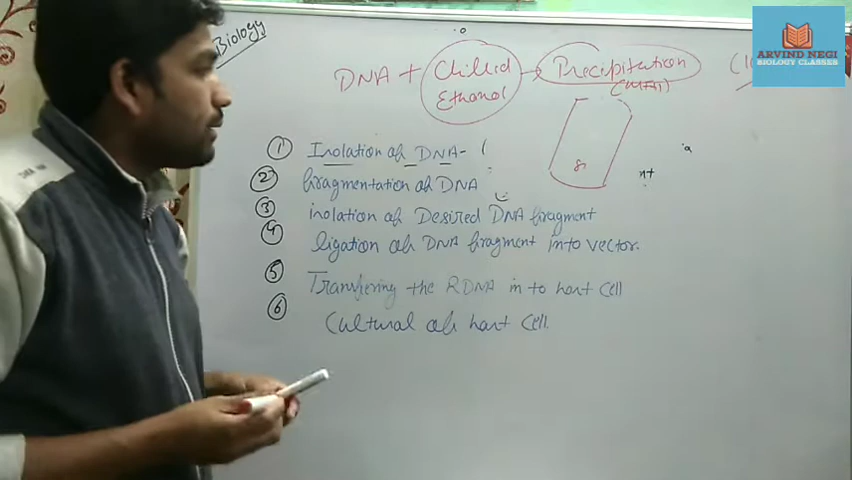 Biology
DNA + Chilled Ethanol → Precipitation
① Isolation of DNA-
② fragmentation of DNA
③ isolation of Desired DNA fragment
④ ligation of DNA fragment into vector.
⑤ Transfering the RDNA in to host Cell
⑥ Cultural of host Cell.
n+
a
ARVIND NEGI
BIOLOGY CLASSES